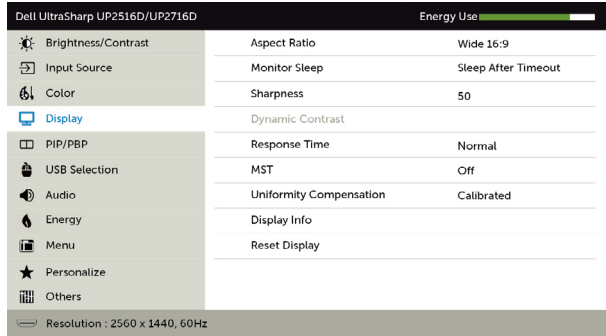 Dell UltraSharp UP2516D/UP2716D Energy Use
Brightness/Contrast Aspect Ratio Wide 16:9
Input Source Monitor Sleep Sleep After Timeout
Color Sharpness 50
Display Dynamic Contrast
PIP/PBP Response Time Normal
USB Selection MST Off
Audio Uniformity Compensation Calibrated
Energy Display Info
Menu Reset Display
Personalize
Others
Resolution : 2560 x 1440, 60Hz